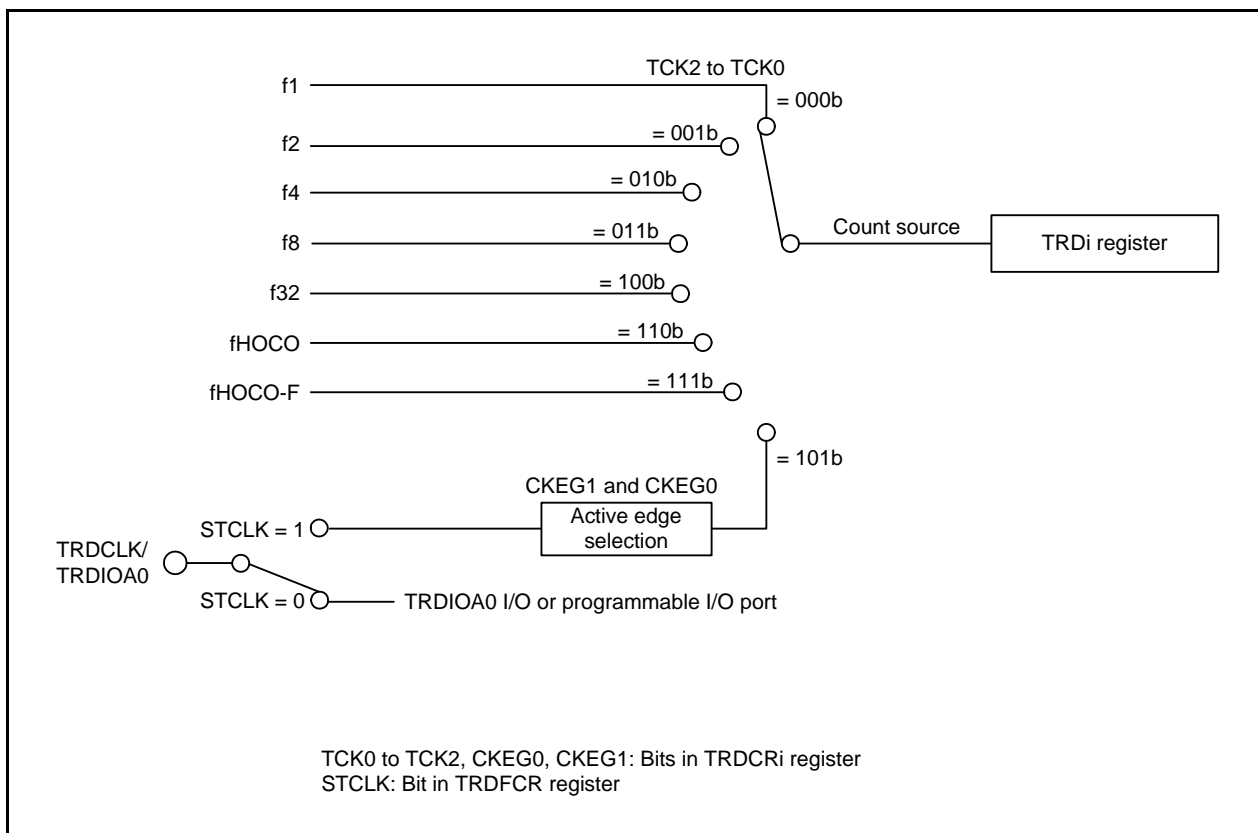 TCK2 to TCK0
f1
= 000b
f2
= 001b
f4
= 010b
f8
= 011b
Count source
TRDi register
f32
= 100b
fHOCO
= 110b
fHOCO-F
= 111b
= 101b
CKEG1 and CKEG0
Active edge
selection
STCLK = 1
TRDCLK/
TRDIOA0
STCLK = 0
TRDIOA0 I/O or programmable I/O port
TCK0 to TCK2, CKEG0, CKEG1: Bits in TRDCRi register
STCLK: Bit in TRDFCR register